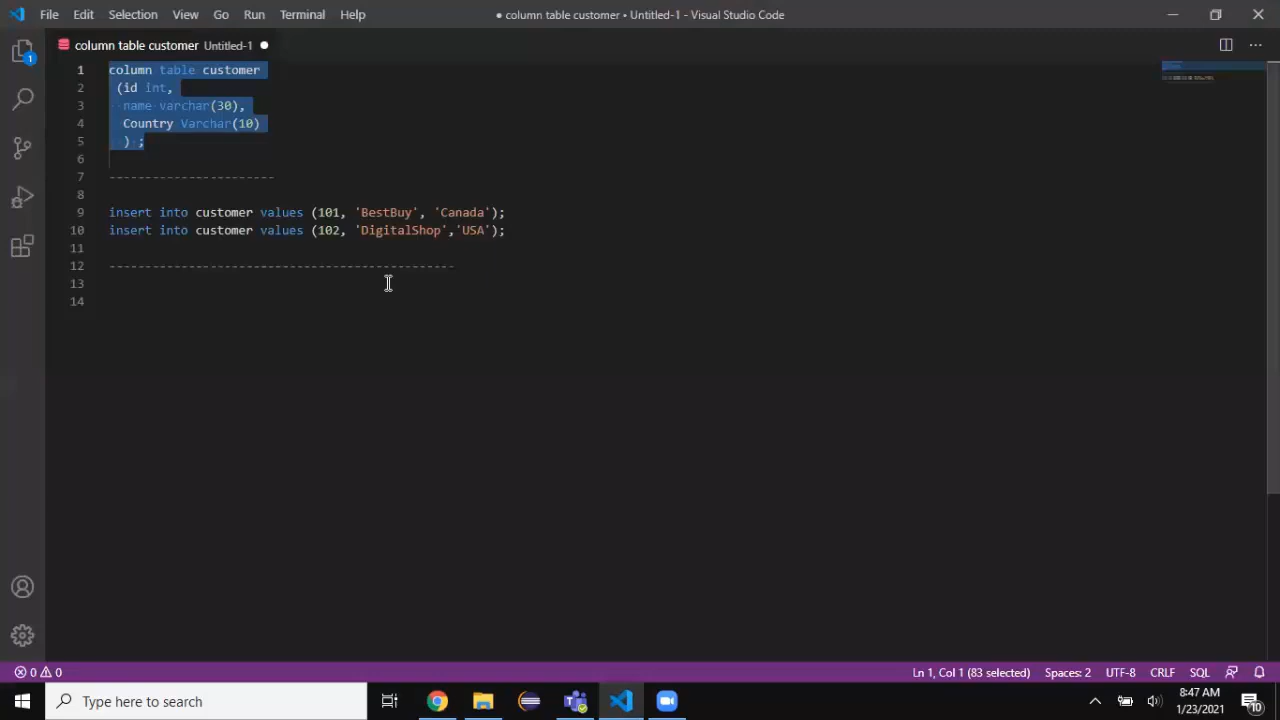 File Edit Selection View Go Run Terminal Help
● column table customer • Untitled-1 - Visual Studio Code
column table customer Untitled-1 ●
1 column table customer
2 (id int,
3 name varchar(30),
4 Country Varchar(10)
5 ) ;
6
7 -----------------------
8
9 insert into customer values (101, 'BestBuy', 'Canada');
10 insert into customer values (102, 'DigitalShop','USA');
11
12 ------------------------------------------------
13
14
1
0 0
Ln 1, Col 1 (83 selected) Spaces: 2 UTF-8 CRLF SQL
Type here to search
8:47 AM
1/23/2021
10